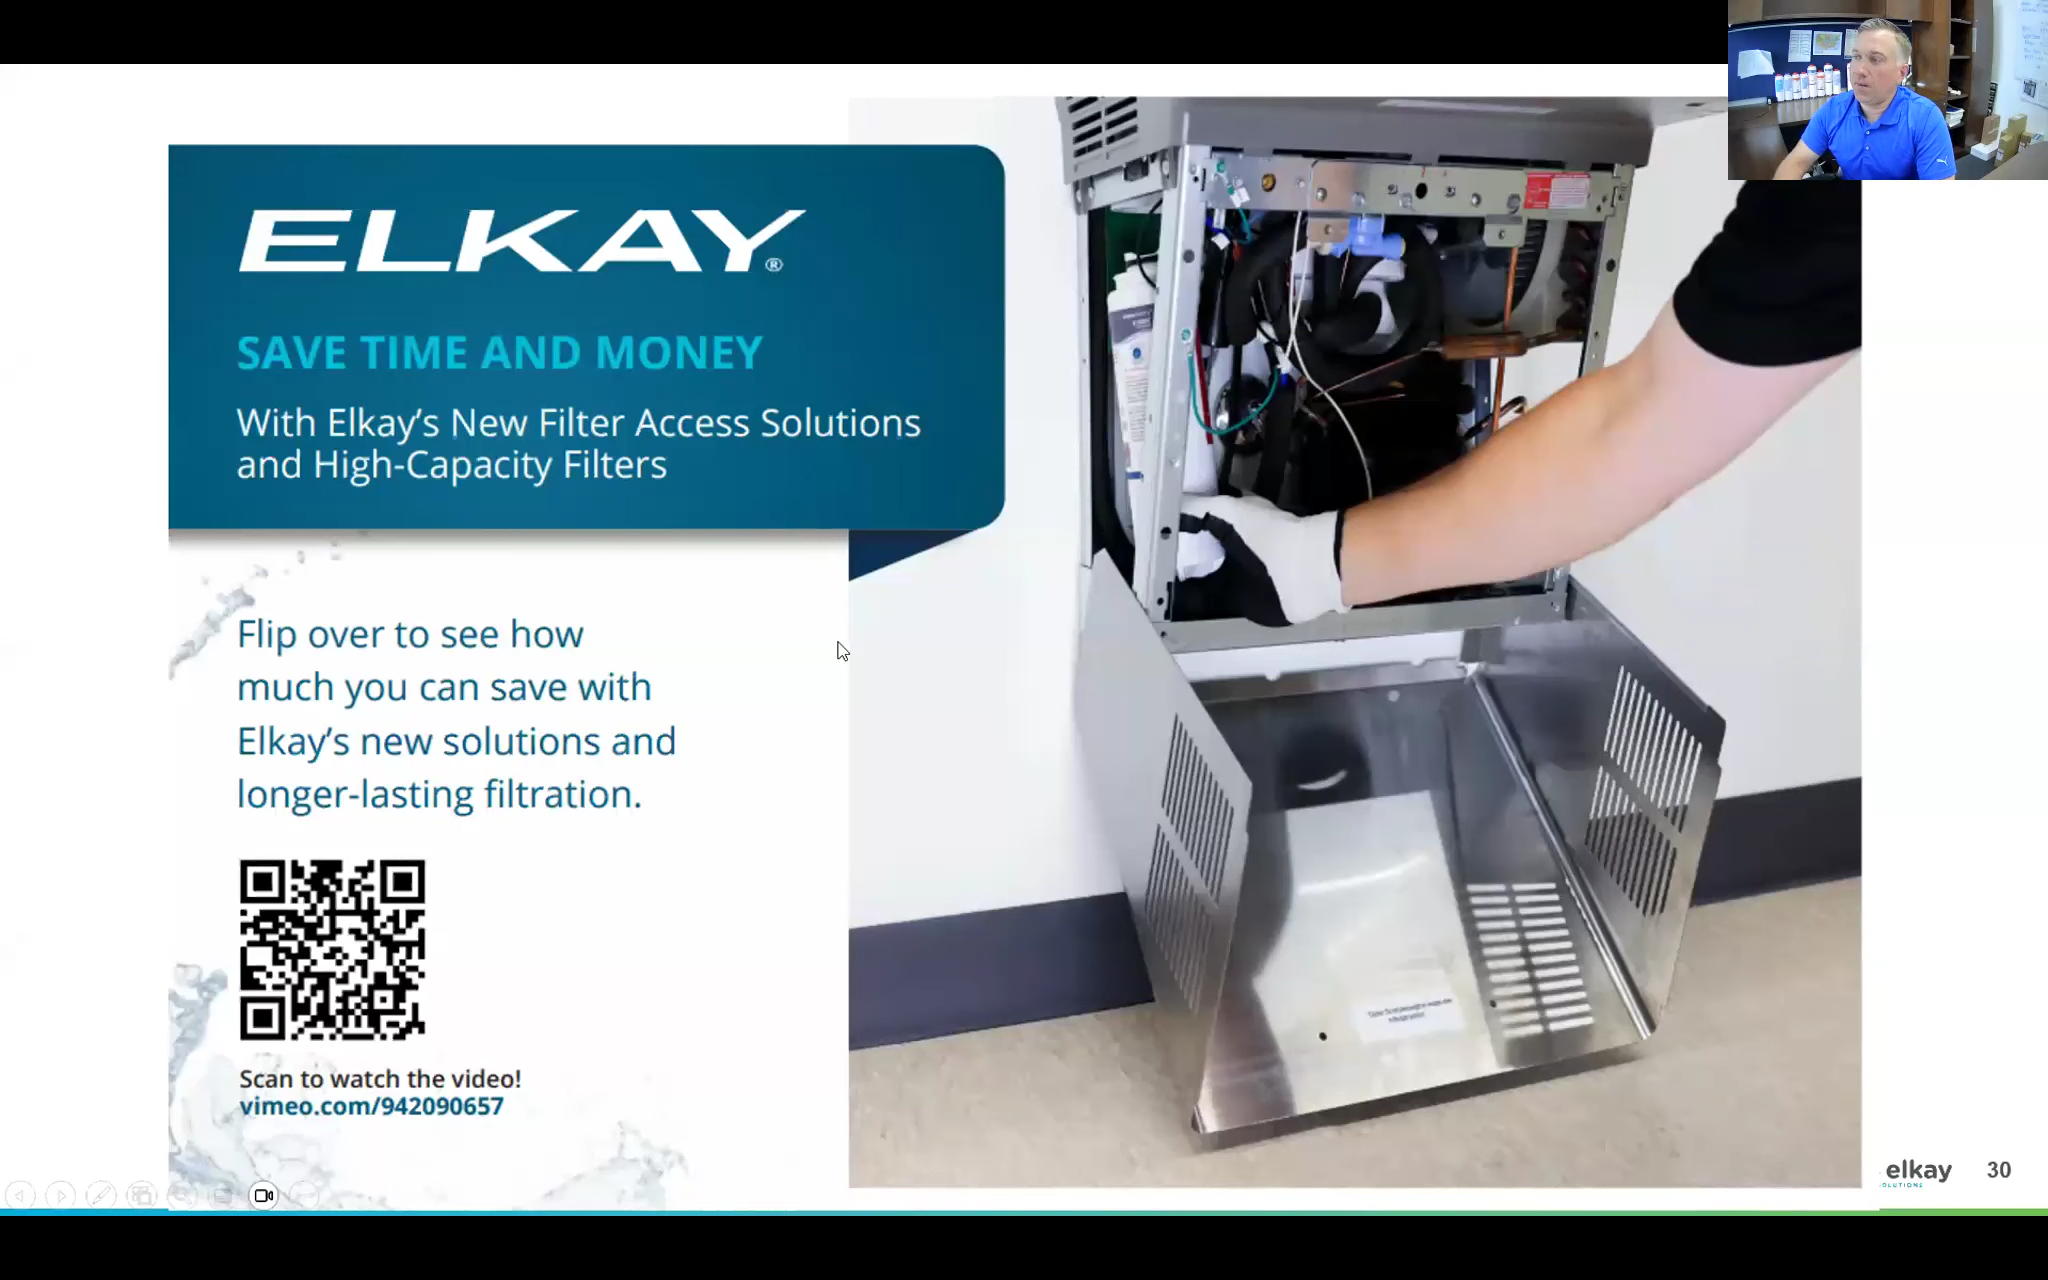 ELKAY®
SAVE TIME AND MONEY
With Elkay's New Filter Access Solutions
and High-Capacity Filters
Flip over to see how
much you can save with
Elkay's new solutions and
longer-lasting filtration.
Scan to watch the video!
vimeo.com/942090657
elkay
30